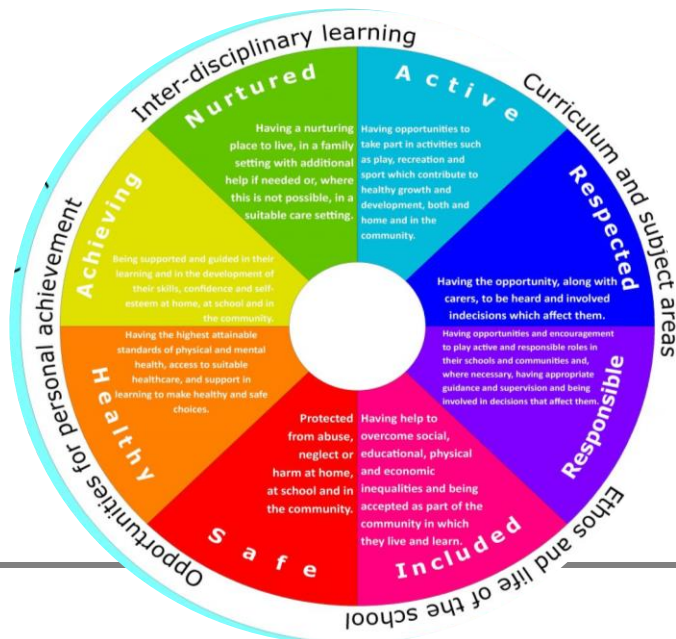 Inter-disciplinary learning
Curriculum and subject areas
Ethos and life of the school
Opportunities for personal achievement
Nurtured
Having a nurturing
place to live, in a family
setting with additional
help if needed or, where
this is not possible, in a
suitable care setting.
Active
Having opportunities to
take part in activities such
as play, recreation and
sport which contribute to
healthy growth and
development, both and
home and in the
community.
Respected
Having the opportunity, along with
carers, to be heard and involved
indecisions which affect them.
Responsible
Having opportunities and encouragement
to play active and responsible roles in
their schools and communities and,
where necessary, having appropriate
guidance and supervision and being
involved in decisions that affect them.
Included
Having help to
overcome social,
educational, physical
and economic
inequalities and being
accepted as part of the
community in which
they live and learn.
Safe
Protected
from abuse,
neglect or
harm at home,
at school and in
the community.
Healthy
Having the highest attainable
standards of physical and mental
health, access to suitable
healthcare, and support in
learning to make healthy and safe
choices.
Achieving
Being supported and guided in their
learning and in the development of
their skills, confidence and self-
esteem at home, at school and in
the community.